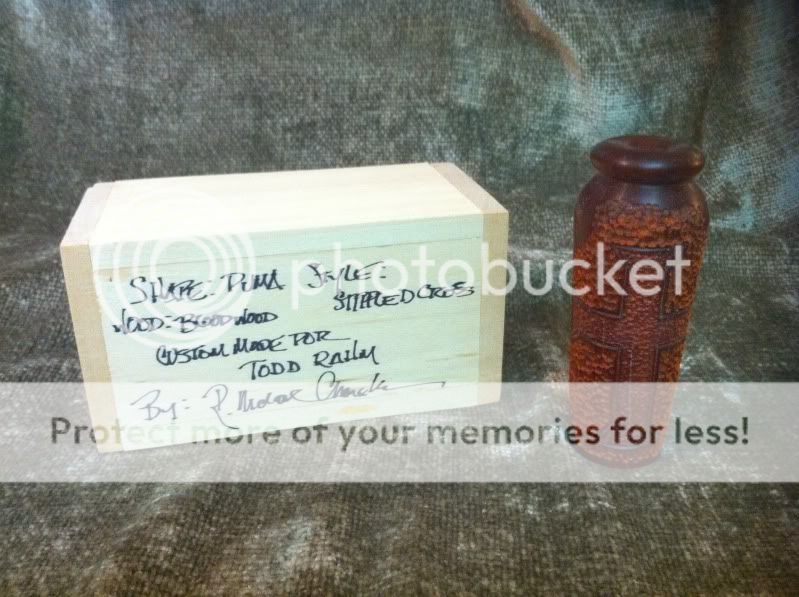 SHAPE - PUMA STYLE:
STIPPLED CROSS
WOOD - BLOODWOOD
CUSTOM MADE FOR
TODD
By:
photobucket
Protect more of your memories for less!